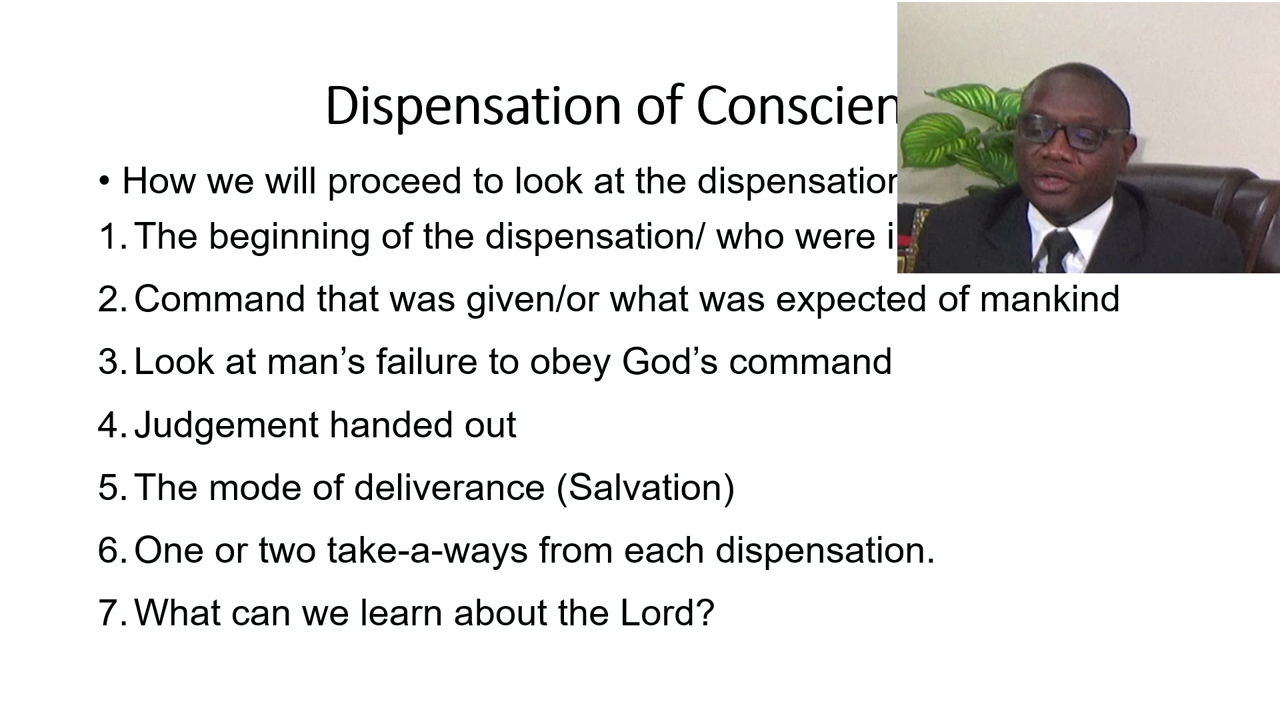 Dispensation of Conscien
• How we will proceed to look at the dispensation
1. The beginning of the dispensation/ who were i
2. Command that was given/or what was expected of mankind
3. Look at man’s failure to obey God’s command
4. Judgement handed out
5. The mode of deliverance (Salvation)
6. One or two take-a-ways from each dispensation.
7. What can we learn about the Lord?